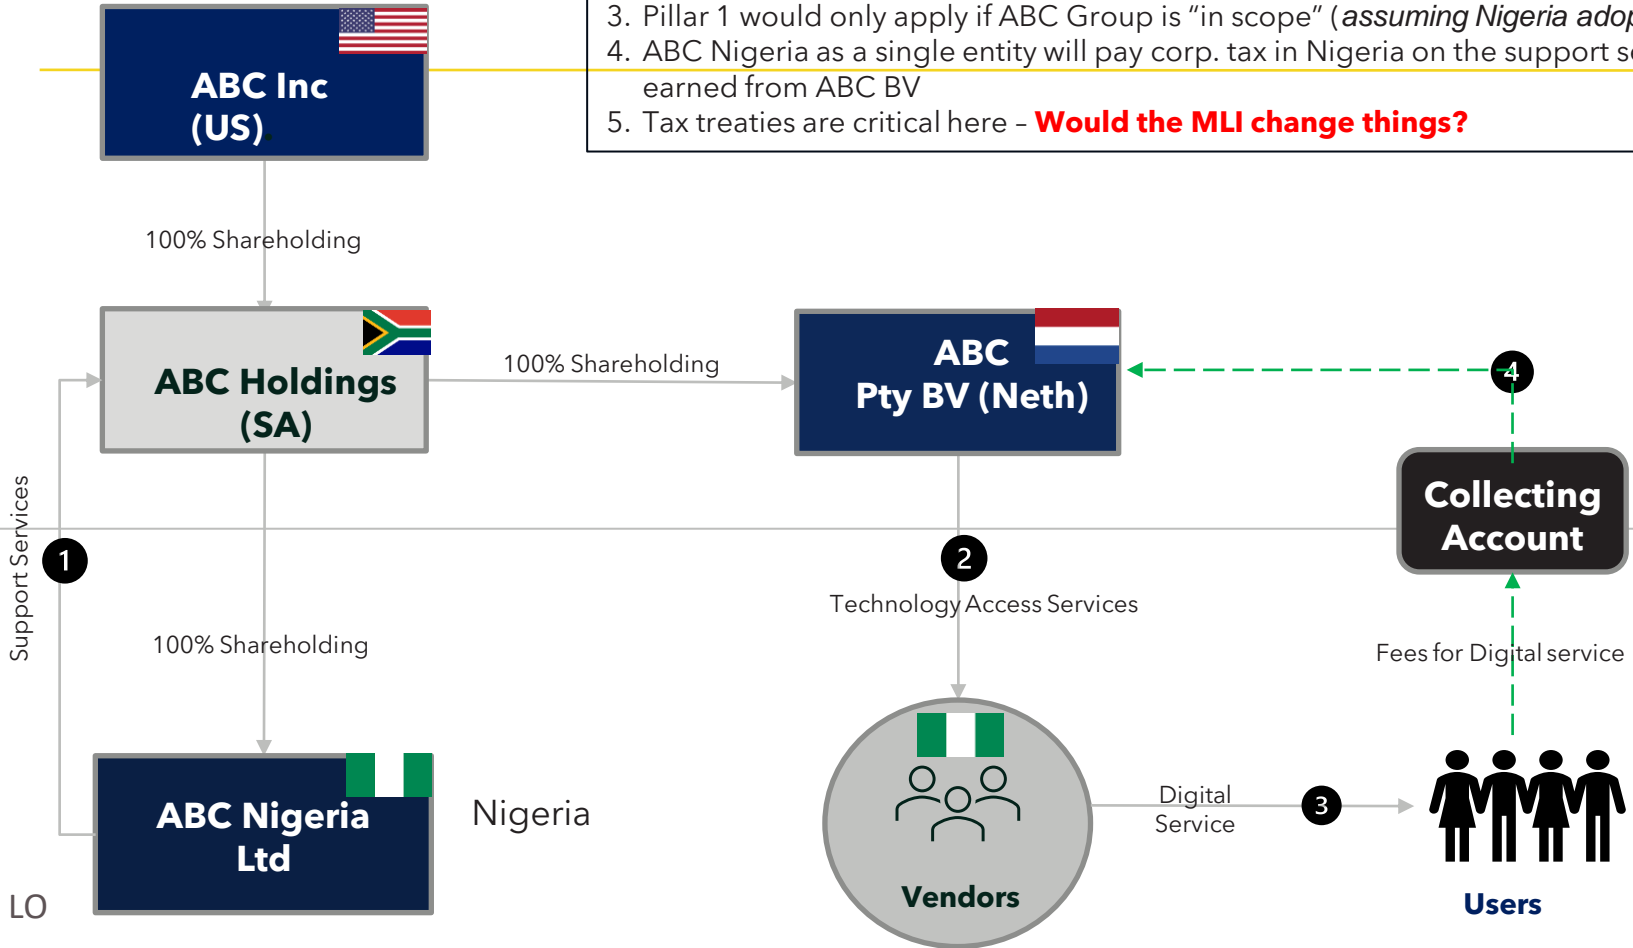 3. Pillar 1 would only apply if ABC Group is “in scope” (assuming Nigeria
4. ABC Nigeria as a single entity will pay corp. tax in Nigeria on the support
earned from ABC BV
5. Tax treaties are critical here – Would the MLI change things?
ABC Inc
(US).
100% Shareholding
ABC Holdings
(SA)
100% Shareholding
ABC
Pty BV (Neth)
4
Collecting
Account
Support Services
1
2
Technology Access Services
100% Shareholding
Fees for Digital service
ABC Nigeria
Ltd
Nigeria
Digital
Service
3
Vendors
Users
LO